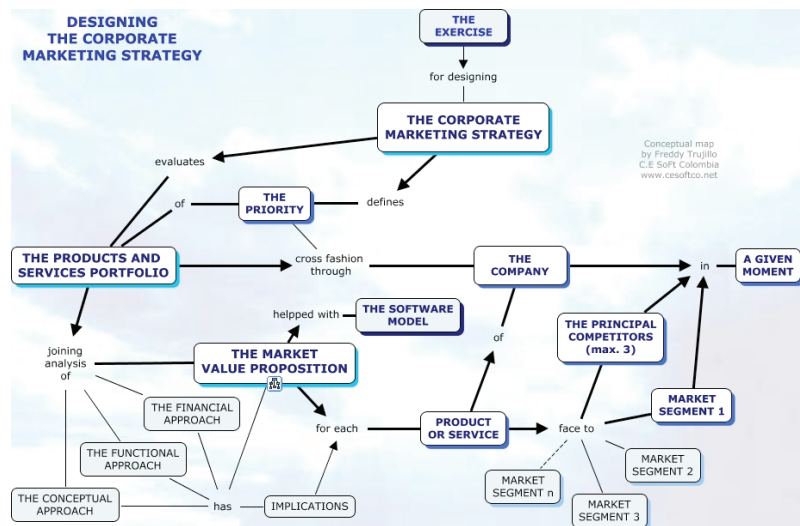 DESIGNING
THE CORPORATE
MARKETING STRATEGY
THE
EXERCISE
for designing
THE CORPORATE
MARKETING STRATEGY
Conceptual map
by Freddy Trujillo
C.E SoFt Colombia
www.cesoftco.net
evaluates
of
THE
PRIORITY
defines
THE PRODUCTS AND
SERVICES PORTFOLIO
cross fashion
through
THE
COMPANY
in
A GIVEN
MOMENT
helpped with
THE SOFTWARE
MODEL
of
THE PRINCIPAL
COMPETITORS
(max. 3)
joining
analysis
of
THE MARKET
VALUE PROPOSITION
THE FINANCIAL
APPROACH
for each
PRODUCT
OR SERVICE
face to
MARKET
SEGMENT 1
THE FUNCTIONAL
APPROACH
MARKET
SEGMENT 2
MARKET
SEGMENT n
THE CONCEPTUAL
APPROACH
has
IMPLICATIONS
MARKET
SEGMENT 3